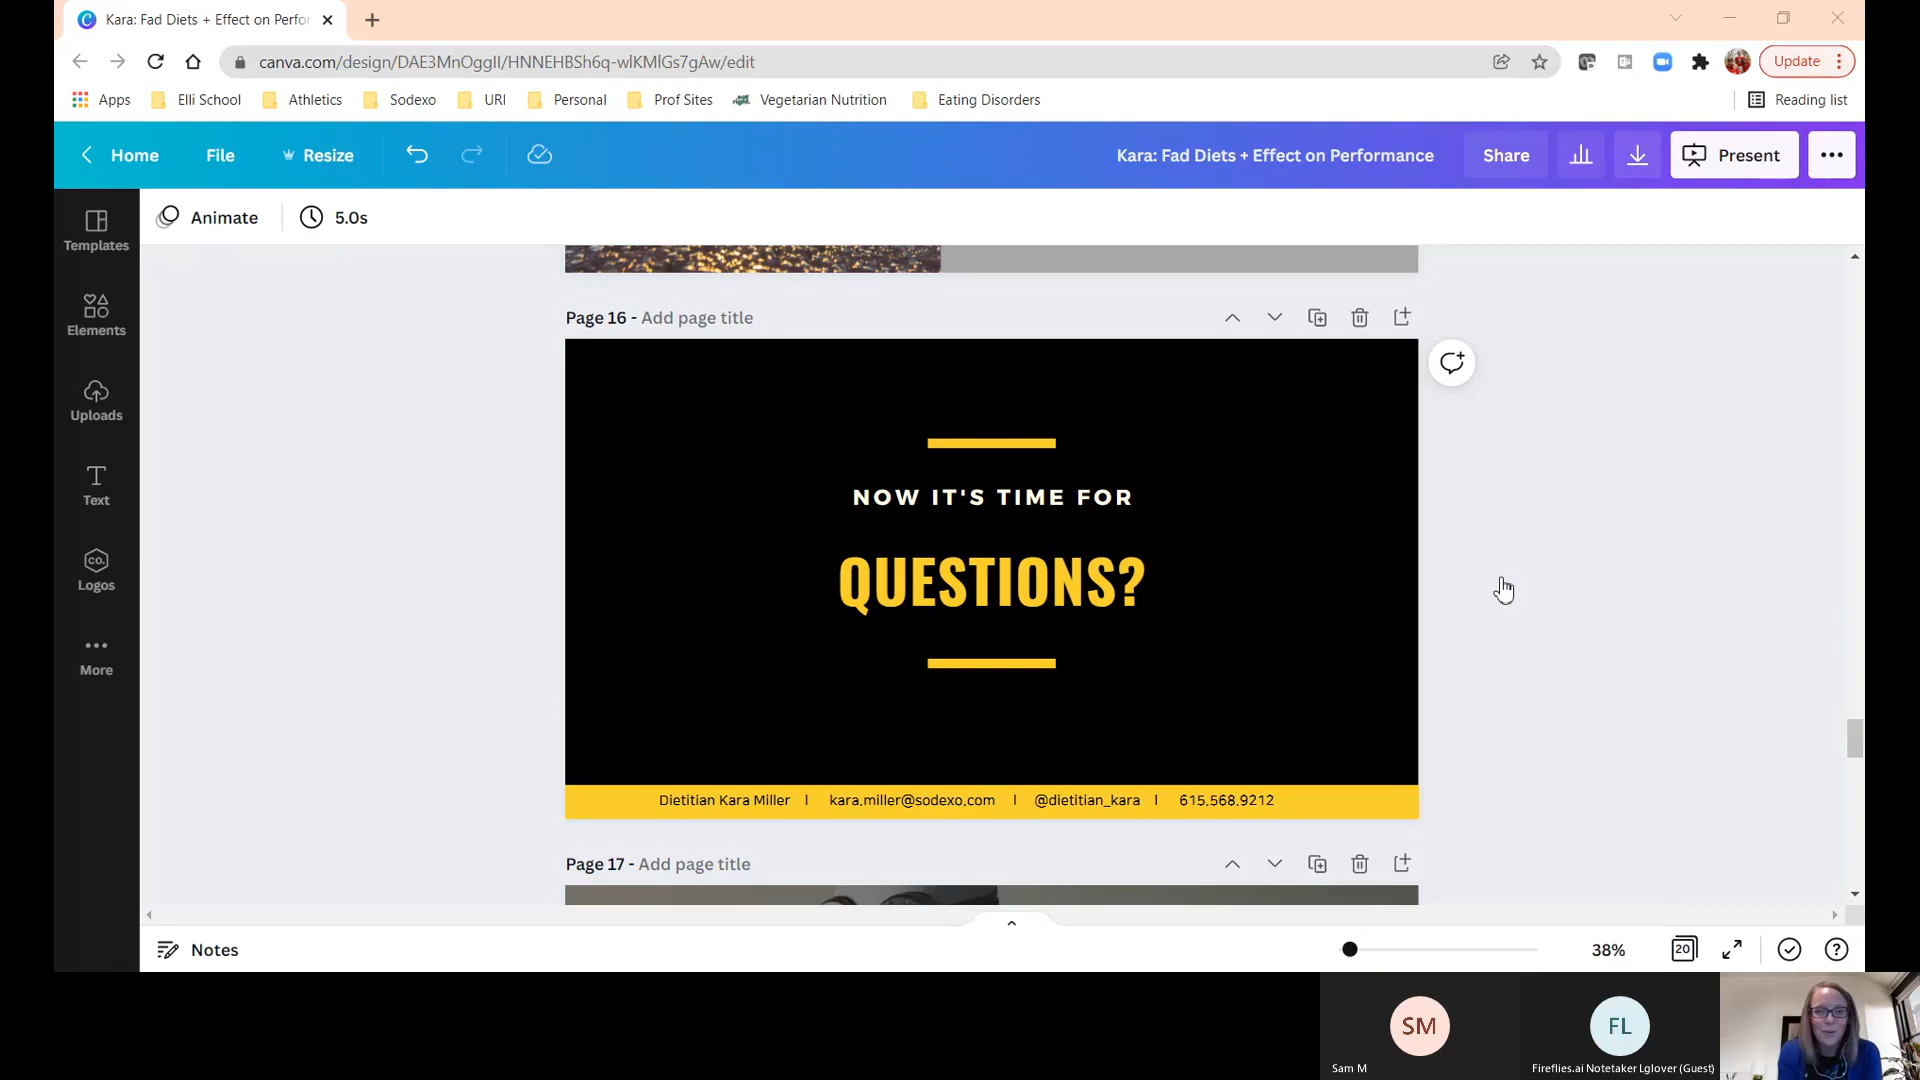 Kara: Fad Diets + Effect on Perfor
canva.com/design/DAE3MnOggII/HNNEHBSh6q-wlKMlGs7gAw/edit
Update
Apps
Elli School
Athletics
Sodexo
URI
Personal
Prof Sites
Vegetarian Nutrition
Eating Disorders
Reading list
Home
File
Resize
Kara: Fad Diets + Effect on Performance
Share
Present
Templates
Elements
Uploads
Text
CO.
Logos
More
Animate
5.0s
Page 16 - Add page title
NOW IT'S TIME FOR
QUESTIONS?
Dietitian Kara Miller | kara.miller@sodexo.com | @dietitian_kara | 615.568.9212
Page 17 - Add page title
Notes
38%
20
SM
Sam M
FL
Fireflies.ai Notetaker Lglover (Guest)